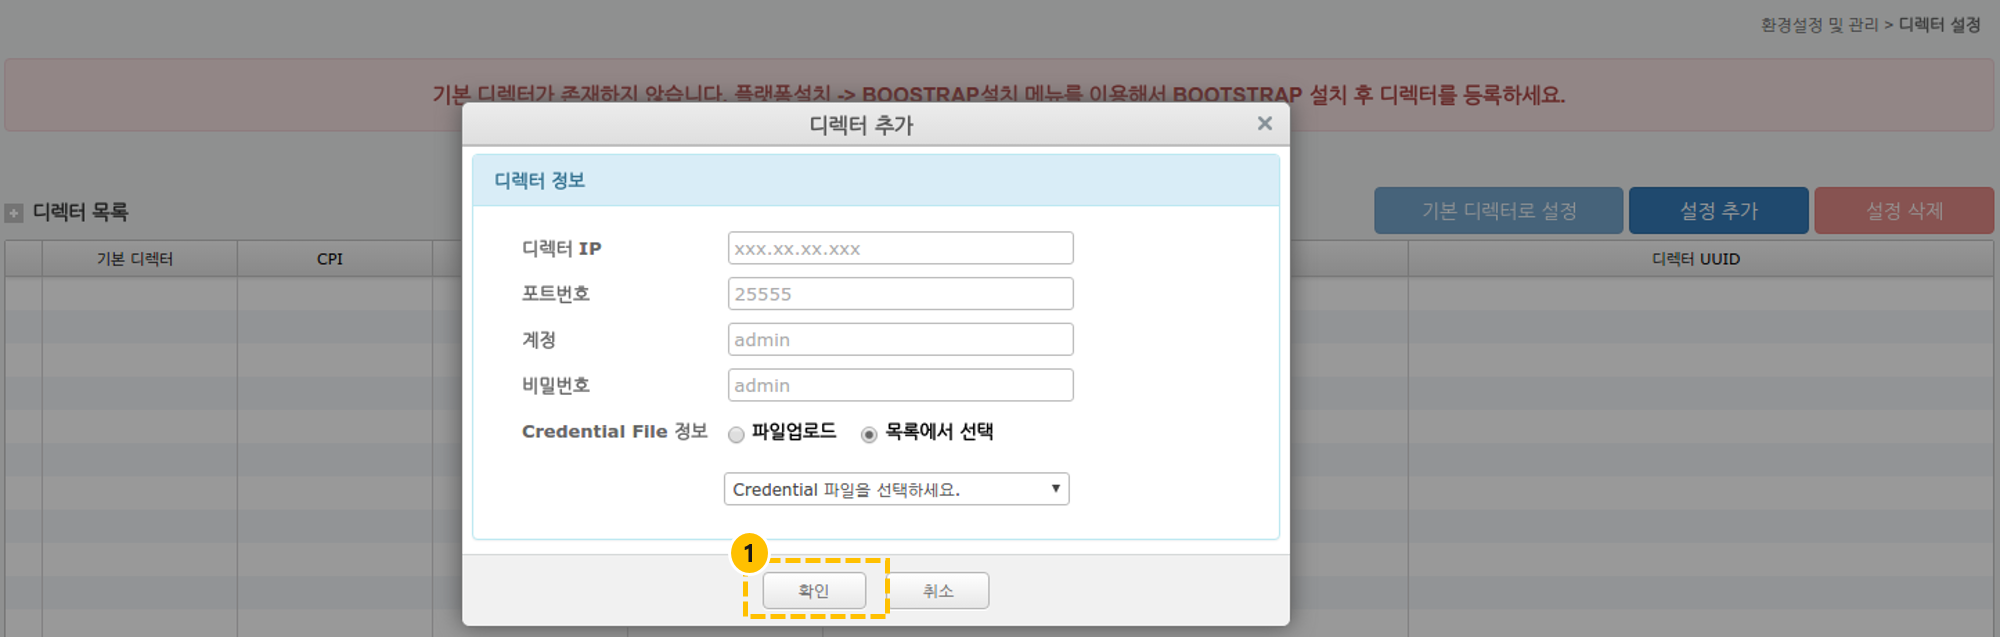 환경설정 및 관리 > 디렉터 설정
기본 디렉터가 존재하지 않습니다. 플랫폼설치 -> BOOSTRAP설치 메뉴를 이용해서 BOOTSTRAP 설치 후 디렉터를 등록하세요.
디렉터 추가
디렉터 정보
디렉터 목록
기본 디렉터로 설정
설정 추가
설정 삭제
기본 디렉터
CPI
디렉터 UUID
디렉터 IP
xxx.xx.xx.xxx
포트번호
25555
계정
admin
비밀번호
admin
Credential File 정보
파일업로드
목록에서 선택
Credential 파일을 선택하세요.
1
확인
취소